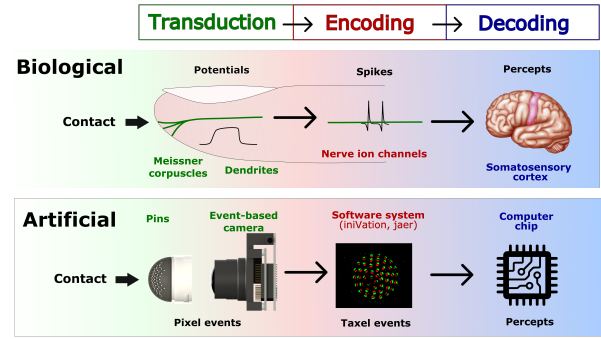 Transduction
Encoding
Decoding
Biological
Potentials
Spikes
Percepts
Contact
Meissner
corpuscles
Dendrites
Nerve ion channels
Somatosensory
cortex
Artificial
Pins
Event-based
camera
Software system
(iniVation, jaer)
Computer
chip
Contact
Pixel events
Taxel events
Percepts